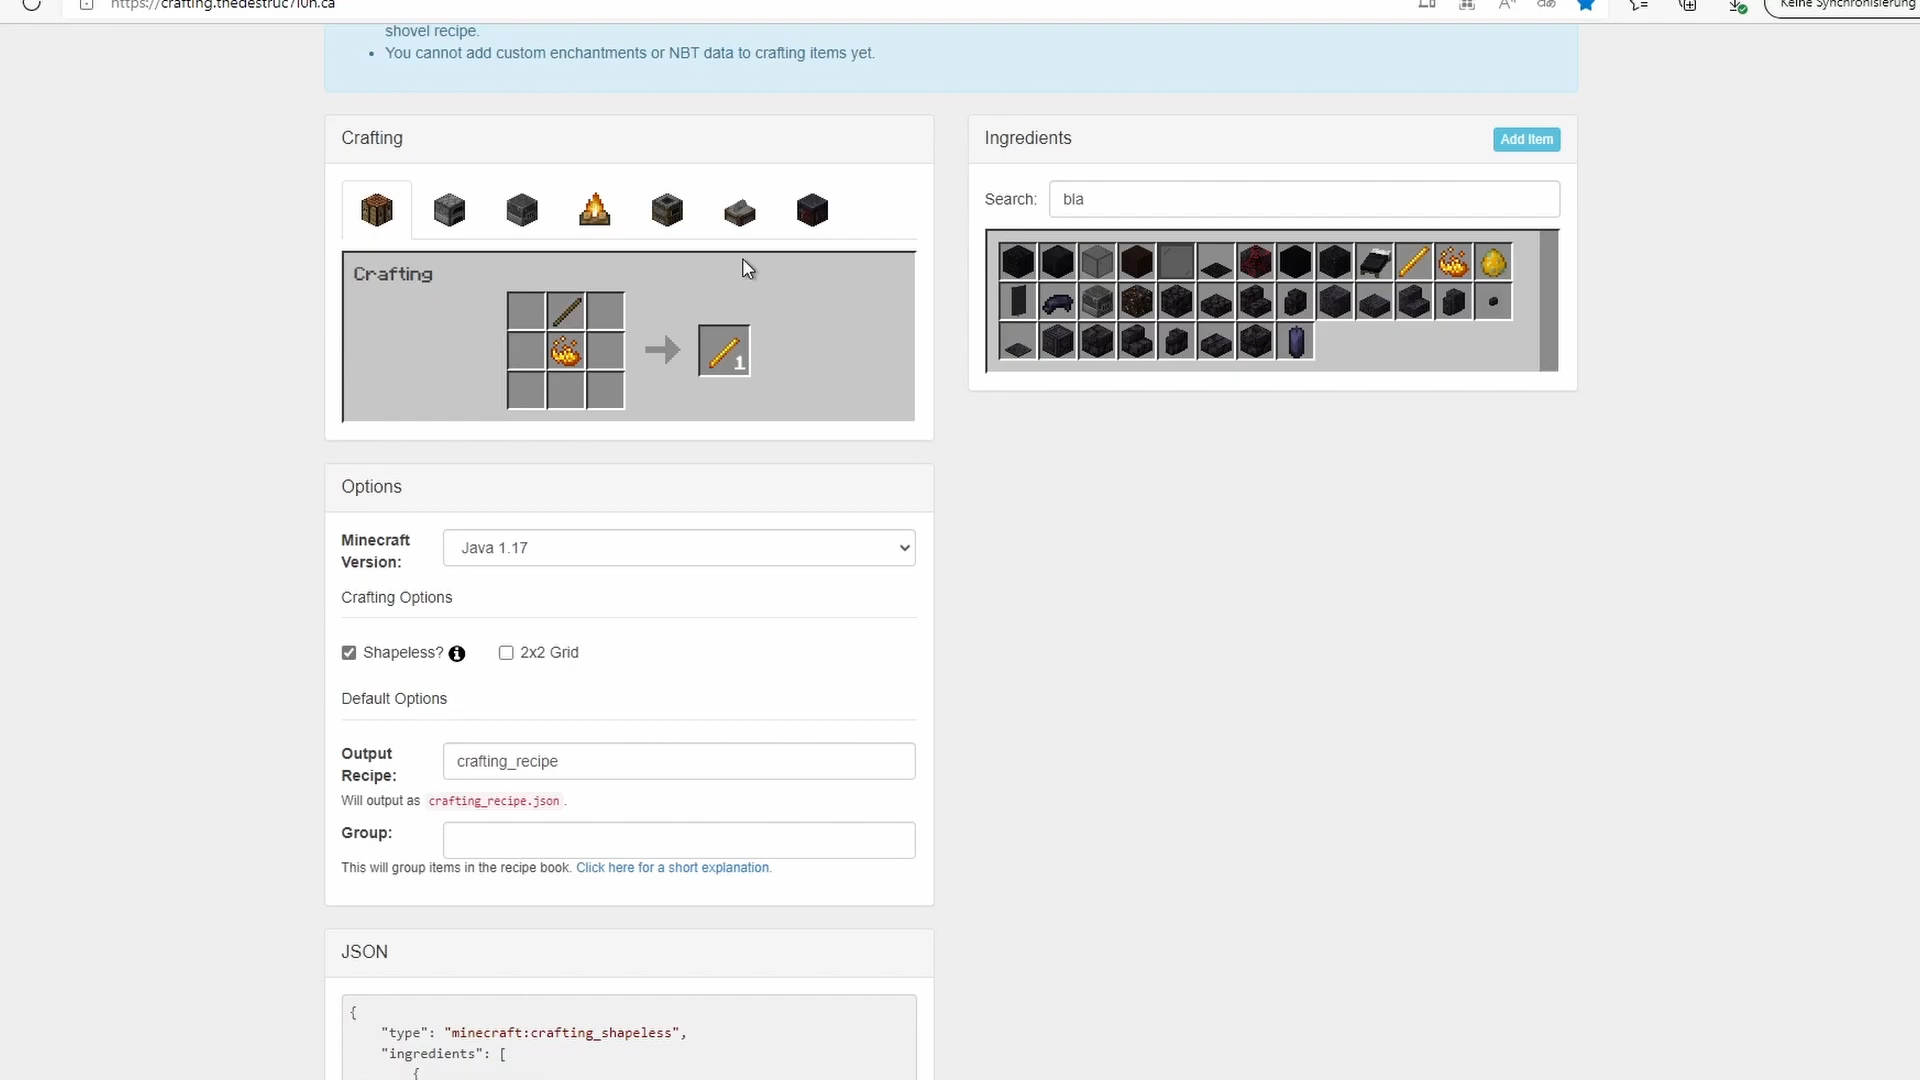 https://crafting.thedestruc7i0n.ca
Keine Synchronisierung
shovel recipe.
• You cannot add custom enchantments or NBT data to crafting items yet.
Crafting
Ingredients
Add Item
Search:
bla
Crafting
1
Options
Minecraft
Version:
Java 1.17
Crafting Options
Shapeless?
2x2 Grid
Default Options
Output
Recipe:
crafting_recipe
Will output as crafting_recipe.json.
Group:
This will group items in the recipe book. Click here for a short explanation.
JSON
{
"type": "minecraft:crafting_shapeless",
"ingredients": [
{